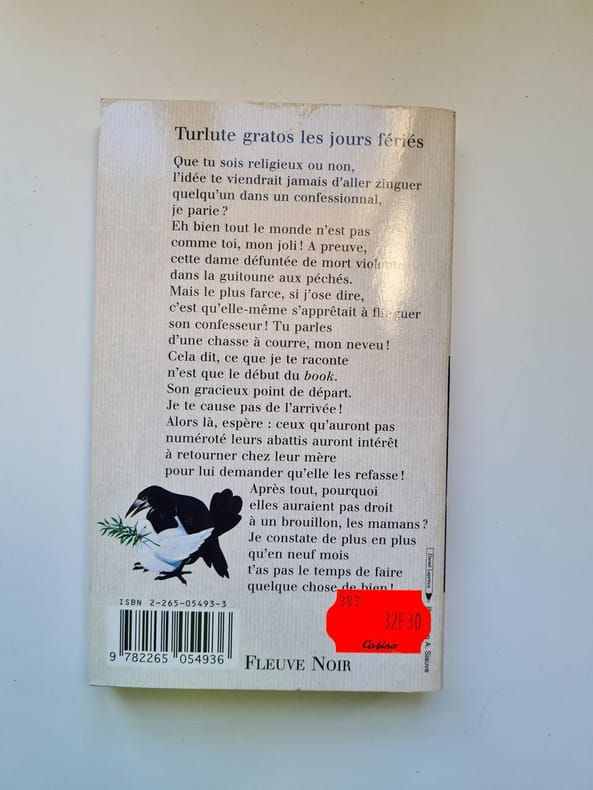 Turlute gratos les jours fériés
Que tu sois religieux ou non,
l'idée te viendrait jamais d'aller zinguer
quelqu'un dans un confessionnal,
je parie ?
Eh bien tout le monde n'est pas
comme toi, mon joli ! A preuve,
cette dame défuntée de mort violente
dans la guitoune aux péchés.
Mais le plus farce, si j'ose dire,
c'est qu'elle-même s'apprêtait à flinguer
son confesseur ! Tu parles
d'une chasse à courre, mon neveu !
Cela dit, ce que je te raconte
n'est que le début du book.
Son gracieux point de départ.
Je te cause pas de l'arrivée !
Alors là, espère : ceux qu'auront pas
numéroté leurs abattis auront intérêt
à retourner chez leur mère
pour lui demander qu'elle les refasse !
Après tout, pourquoi
elles auraient pas droit
à un brouillon, les mamans ?
Je constate de plus en plus
qu'en neuf mois
t'as pas le temps de faire
quelque chose de bien !
ISBN 2-265-05493-3
9 782265 054936
FLEUVE NOIR
383
32F30
Casino
A. Siauve